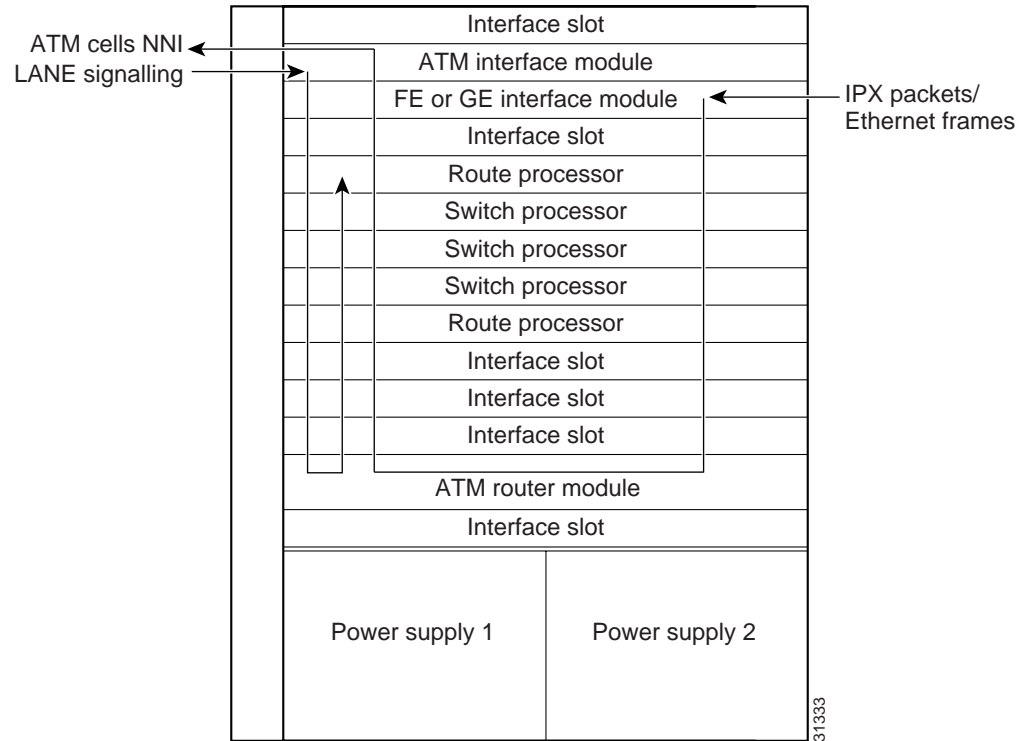 Interface slot
ATM cells NNI
ATM interface module
LANE signalling
FE or GE interface module
IPX packets/
Ethernet frames
Interface slot
Route processor
Switch processor
Switch processor
Switch processor
Route processor
Interface slot
Interface slot
Interface slot
ATM router module
Interface slot
Power supply 1
Power supply 2
31333